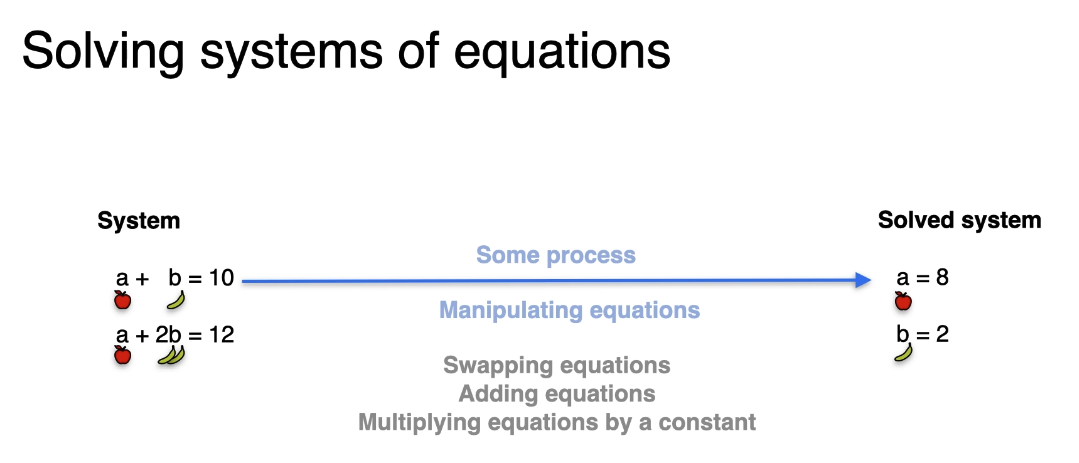 Solving systems of equations
System
a + b = 10
a + 2b = 12
Some process
Manipulating equations
Swapping equations
Adding equations
Multiplying equations by a constant
Solved system
a = 8
b = 2